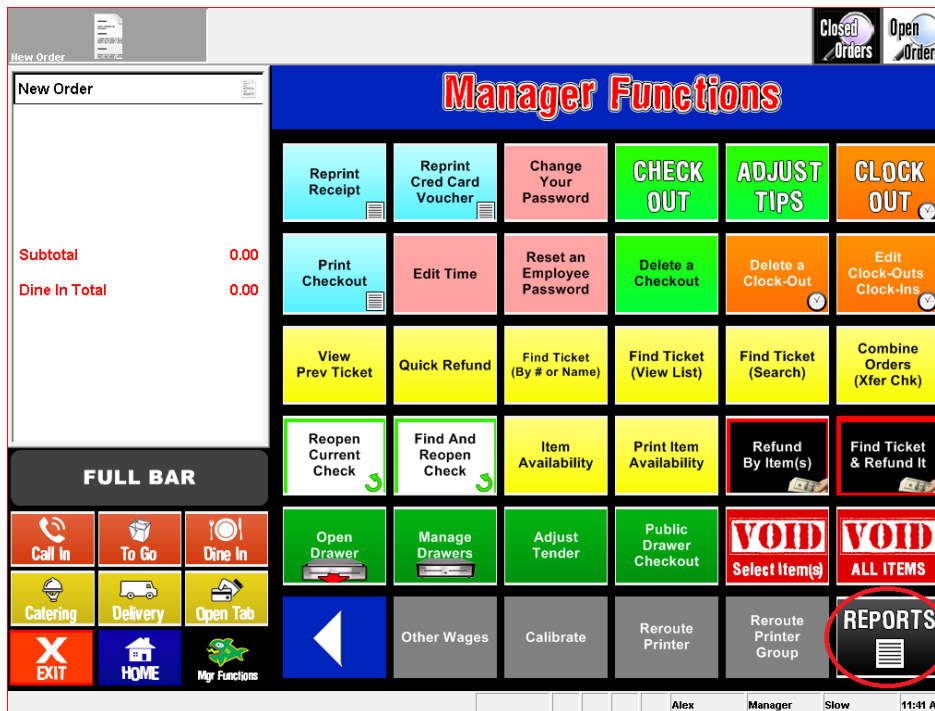 New Order
Closed
Orders
Open
New Order
Manager Functions
Reprint
Receipt
Reprint
Cred Card
Voucher
Change
Your
Password
CHECK
OUT
ADJUST
TIPS
CLOCK
OUT
Subtotal 0.00
Dine In Total 0.00
Print
Checkout
Edit Time
Reset an
Employee
Password
Delete a
Checkout
Delete a
Clock-Out
Edit
Clock-Outs
Clock-Ins
View
Prev Ticket
Quick Refund
Find Ticket
(By # or Name)
Find Ticket
(View List)
Find Ticket
(Search)
Combine
Orders
(Xfer Chk)
Reopen
Current
Check
Find And
Reopen
Check
Item
Availability
Print Item
Availability
Refund
By Item(s)
Find Ticket
& Refund It
FULL BAR
Call In
To Go
Dine In
Open
Drawer
Manage
Drawers
Adjust
Tender
Public
Drawer
Checkout
VOID
Select Item(s)
VOID
ALL ITEMS
Catering
Delivery
Open Tab
EXIT
HOME
Mgr Functions
Other Wages
Calibrate
Reroute
Printer
Reroute
Printer
Group
REPORTS
Alex
Manager
Slow
11:41 A